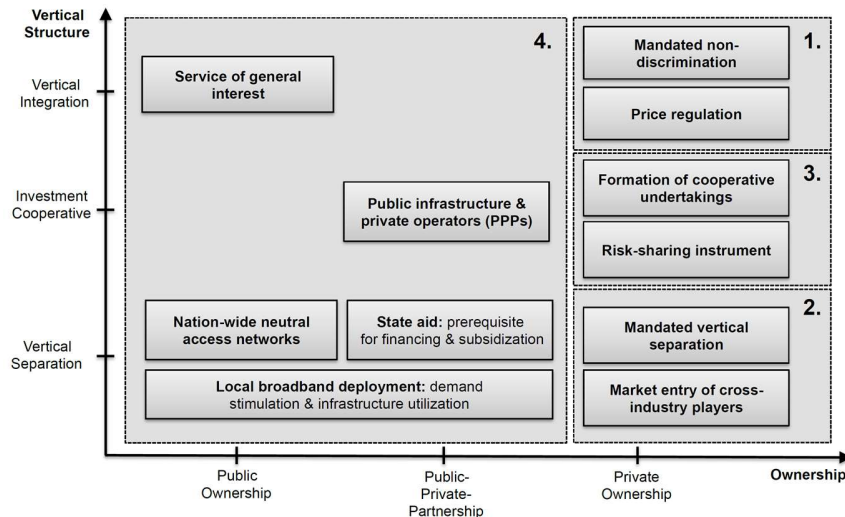 Vertical
Structure
4.
1.
Mandated non-
discrimination
Service of general
interest
Vertical
Integration
Price regulation
3.
Formation of cooperative
undertakings
Investment
Cooperative
Public infrastructure &
private operators (PPPs)
Risk-sharing instrument
2.
Nation-wide neutral
access networks
State aid: prerequisite
for financing & subsidization
Mandated vertical
separation
Vertical
Separation
Local broadband deployment: demand
stimulation & infrastructure utilization
Market entry of cross-
industry players
Public
Ownership
Public-
Private-
Partnership
Private
Ownership
Ownership